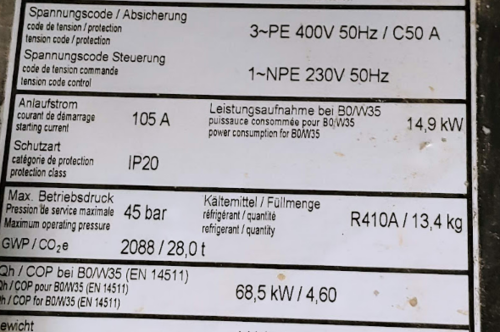 Spannungscode / Absicherung
code de tension / protection
tension code / protection
3~PE 400V 50Hz / C50 A
Spannungscode Steuerung
code de tension commande
tension code control
1~NPE 230V 50Hz
Anlaufstrom
courant de démarrage
starting current
105 A
Leistungsaufnahme bei B0/W35
puissauce consommée pour B0/W35
power consumption for B0/W35
14,9 kW
Schutzart
catégorie de protection
protection class
IP20
Max. Betriebsdruck
Pression de service maximale
Maximum operating pressure
45 bar
Kältemittel / Füllmenge
réfrigérant / quantité
refrigerant / quantity
R410A / 13,4 kg
GWP / CO2e
2088 / 28,0 t
Qh / COP bei B0/W35 (EN 14511)
Qh / COP pour B0/W35 (EN 14511)
Qh / COP for B0/W35 (EN 14511)
68,5 kW / 4,60